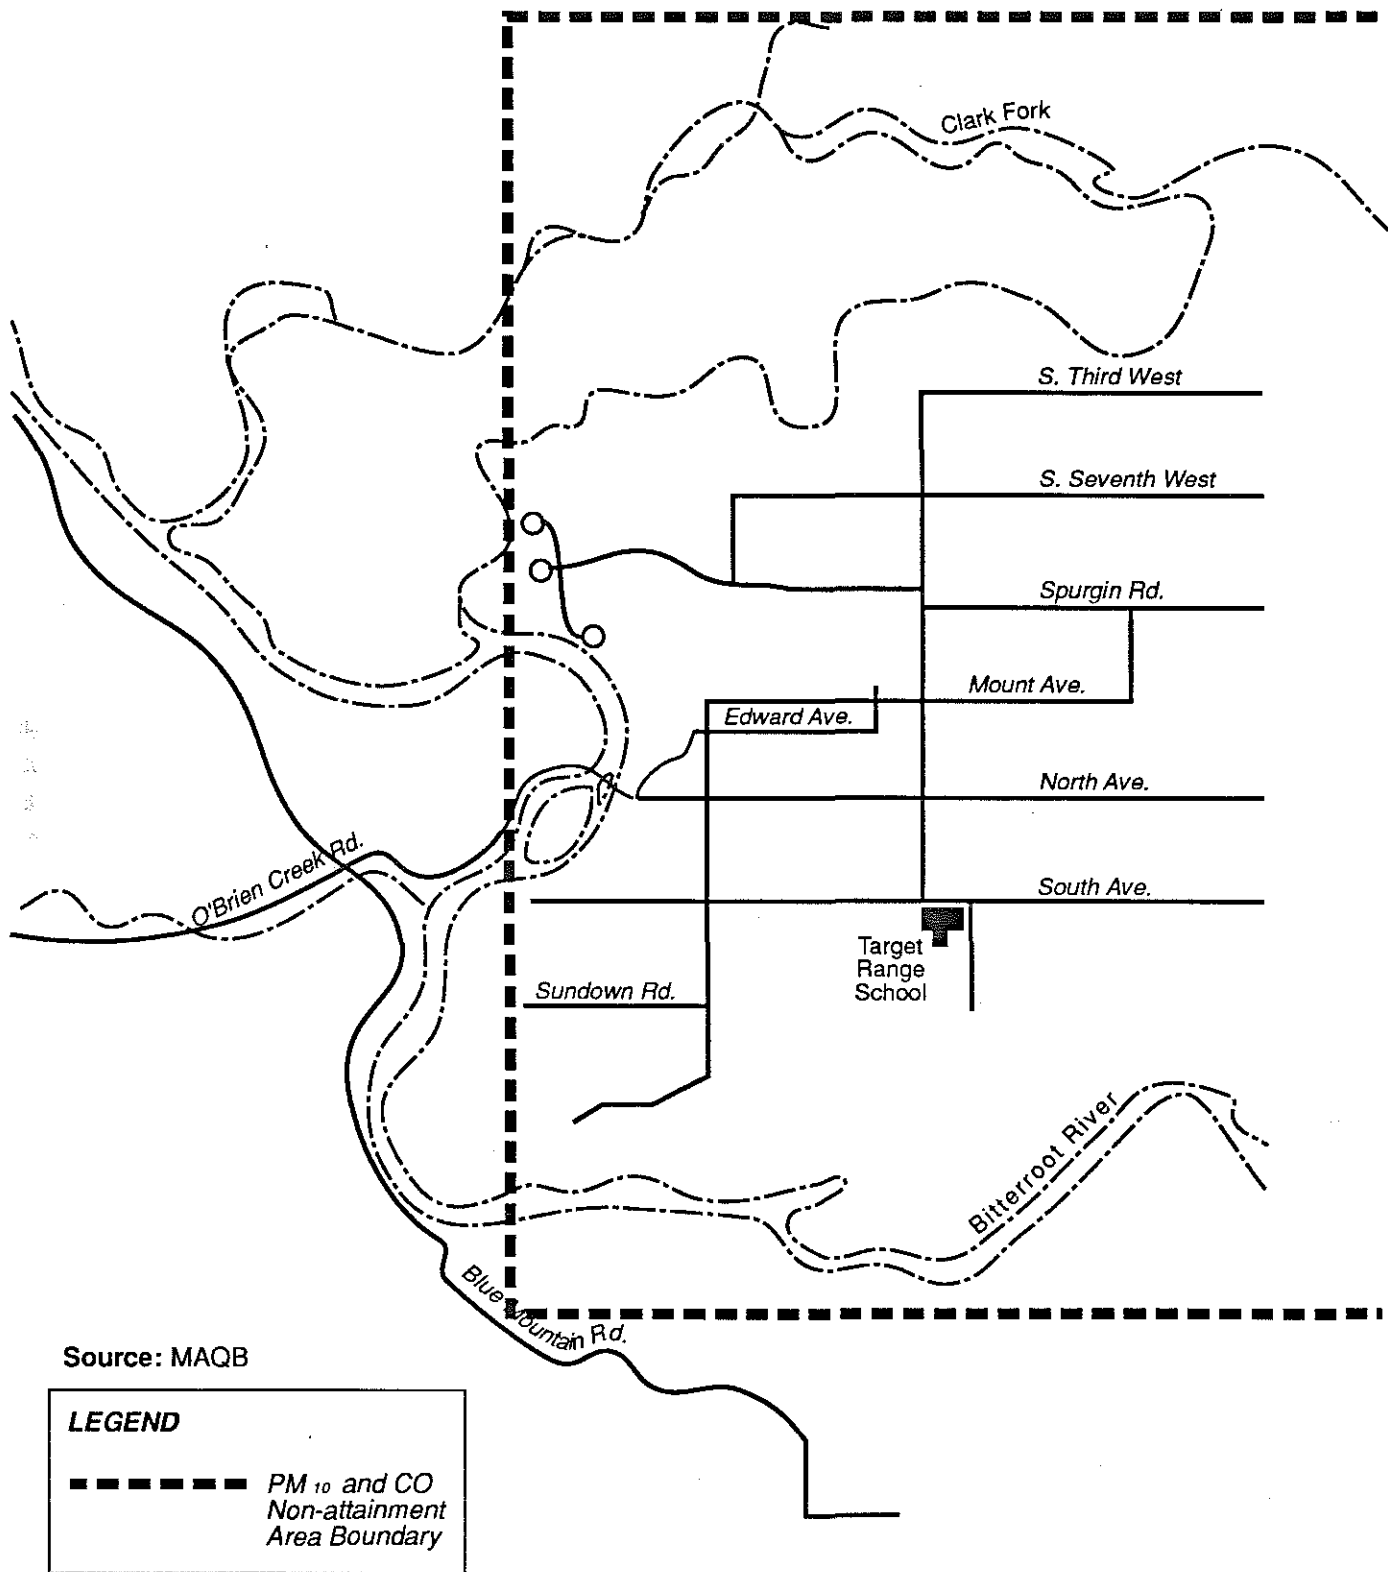 Clark Fork
S. Third West
S. Seventh West
Spurgin Rd.
Mount Ave.
Edward Ave.
North Ave.
O'Brien Creek Rd.
South Ave.
Target
Range
School
Sundown Rd.
Bitterroot River
Blue Mountain Rd.
Source: MAQB
LEGEND
PM 10 and CO
Non-attainment
Area Boundary